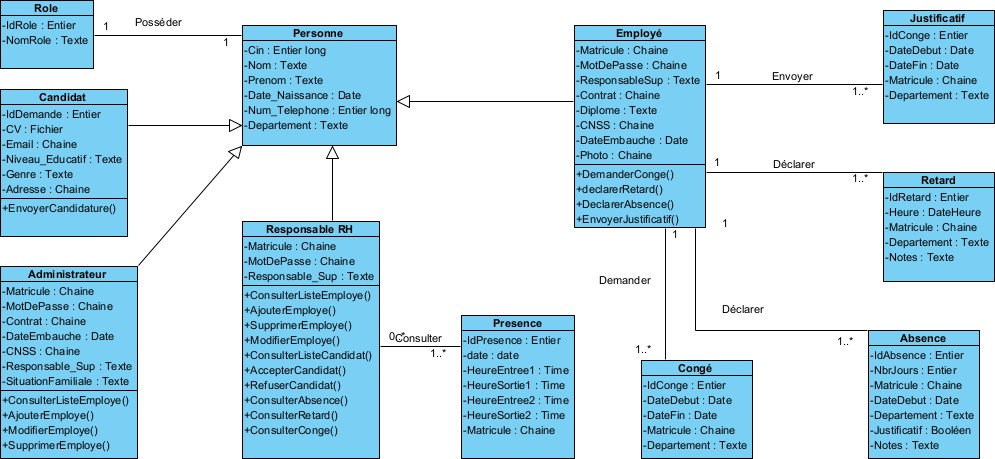 Role
-IdRole : Entier
-NomRole : Texte
1
Posséder
1
Personne
-Cin : Entier long
-Nom : Texte
-Prenom : Texte
-Date_Naissance : Date
-Num_Telephone : Entier long
-Departement : Texte
Employé
-Matricule : Chaine
-MotDePasse : Chaine
-ResponsableSup : Texte
-Contrat : Chaine
-Diplome : Texte
-CNSS : Chaine
-DateEmbauche : Date
-Photo : Chaine
+DemanderConge()
+declarerRetard()
+DeclarerAbsence()
+EnvoyerJustificatif()
1
Envoyer
1..*
Justificatif
-IdConge : Entier
-DateDebut : Date
-DateFin : Date
-Matricule : Chaine
-Departement : Texte
Candidat
-IdDemande : Entier
-CV : Fichier
-Email : Chaine
-Niveau_Educatif : Texte
-Genre : Texte
-Adresse : Chaine
+EnvoyerCandidature()
1
Déclarer
1..*
Retard
-IdRetard : Entier
-Heure : DateHeure
-Matricule : Chaine
-Departement : Texte
-Notes : Texte
Responsable RH
-Matricule : Chaine
-MotDePasse : Chaine
-Responsable_Sup : Texte
+ConsulterListeEmploye()
+AjouterEmploye()
+SupprimerEmploye()
+ModifierEmploye()
+ConsulterListeCandidat()
+AccepterCandidat()
+RefuserCandidat()
+ConsulterAbsence()
+ConsulterRetard()
+ConsulterConge()
Administrateur
-Matricule : Chaine
-MotDePasse : Chaine
-Contrat : Chaine
-DateEmbauche : Date
-CNSS : Chaine
-Responsable_Sup : Texte
-SituationFamiliale : Texte
+ConsulterListeEmploye()
+AjouterEmploye()
+ModifierEmploye()
+SupprimerEmploye()
0..*
Consulter
1..*
Presence
-IdPresence : Entier
-date : date
-HeureEntree1 : Time
-HeureSortie1 : Time
-HeureEntree2 : Time
-HeureSortie2 : Time
-Matricule : Chaine
1
Demander
1..*
Congé
-IdConge : Entier
-DateDebut : Date
-DateFin : Date
-Matricule : Chaine
-Departement : Texte
1
Déclarer
1..*
Absence
-IdAbsence : Entier
-NbrJours : Entier
-Matricule : Chaine
-DateDebut : Date
-Departement : Texte
-Justificatif : Booléen
-Notes : Texte